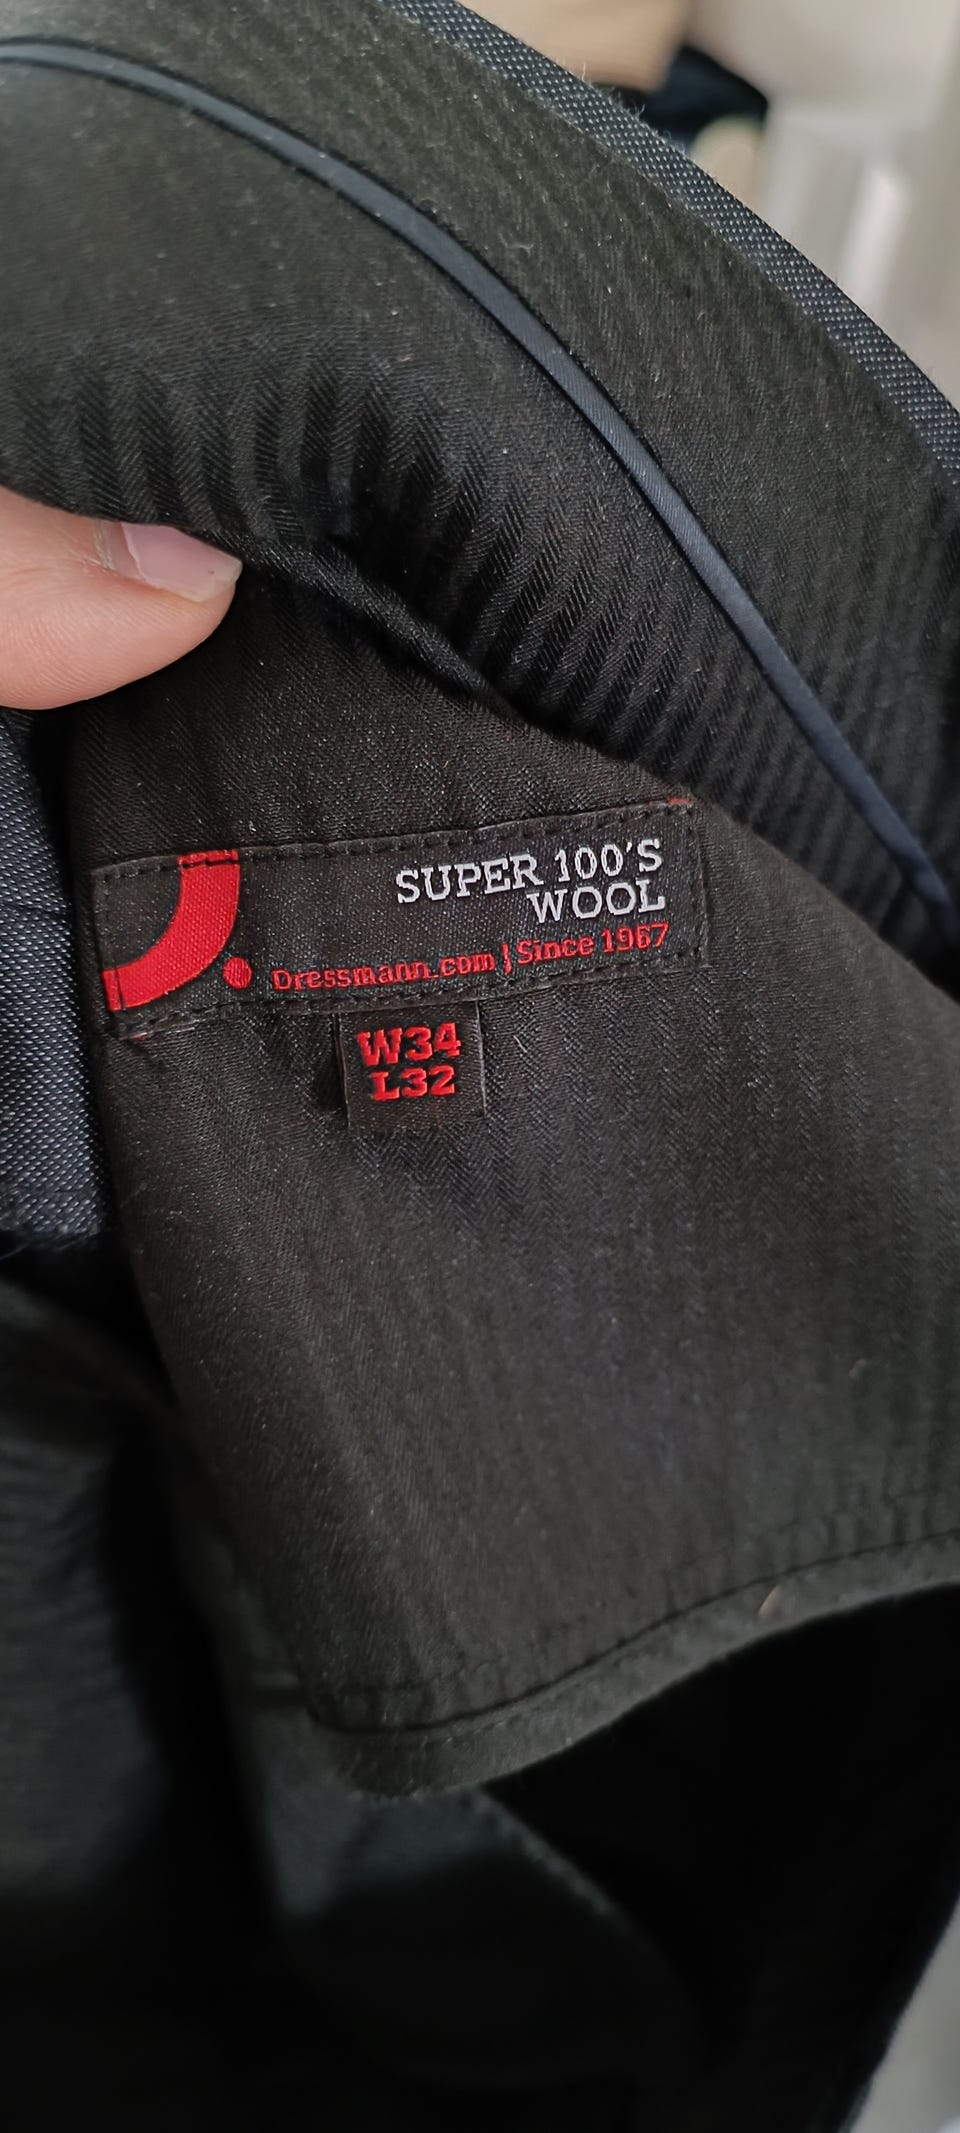 SUPER 100'S
WOOL
Dressmann.com | Since 1967
W34
L32